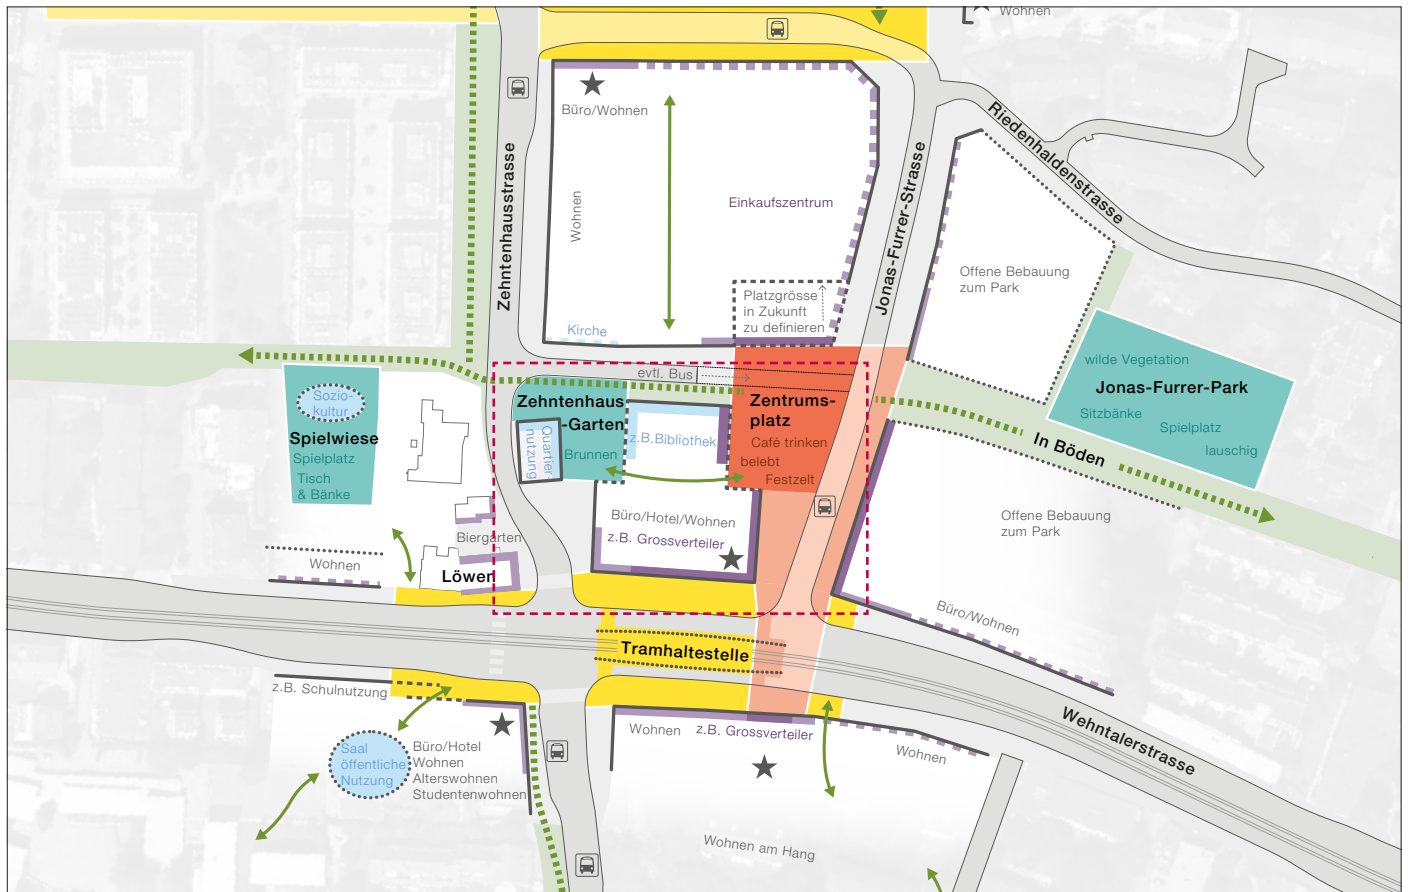 Wohnen
Büro/Wohnen
Riedenhaldenstrasse
Zehntenhausstrasse
Wohnen
Einkaufszentrum
Jonas-Furrer-Strasse
Offene Bebauung
zum Park
Platzgrösse
in Zukunft
zu definieren
Kirche
wilde Vegetation
Jonas-Furrer-Park
Sitzbänke
Spielplatz
lauschig
evtl. Bus
Sozio-
kultur
Spielwiese
Spielplatz
Tisch
& Bänke
Zehntenhaus
-Garten
Quartier
nutzung
Brunnen
z.B.Bibliothek
Zentrums-
platz
Café trinken
belebt
Festzelt
In Böden
Offene Bebauung
zum Park
Büro/Hotel/Wohnen
z.B. Grossverteiler
Biergarten
Wohnen
Löwen
Büro/Wohnen
Tramhaltestelle
z.B. Schulnutzung
Wehntalerstrasse
Saal
öffentliche
Nutzung
Büro/Hotel
Wohnen
Alterswohnen
Studentenwohnen
Wohnen
z.B. Grossverteiler
Wohnen
Wohnen am Hang